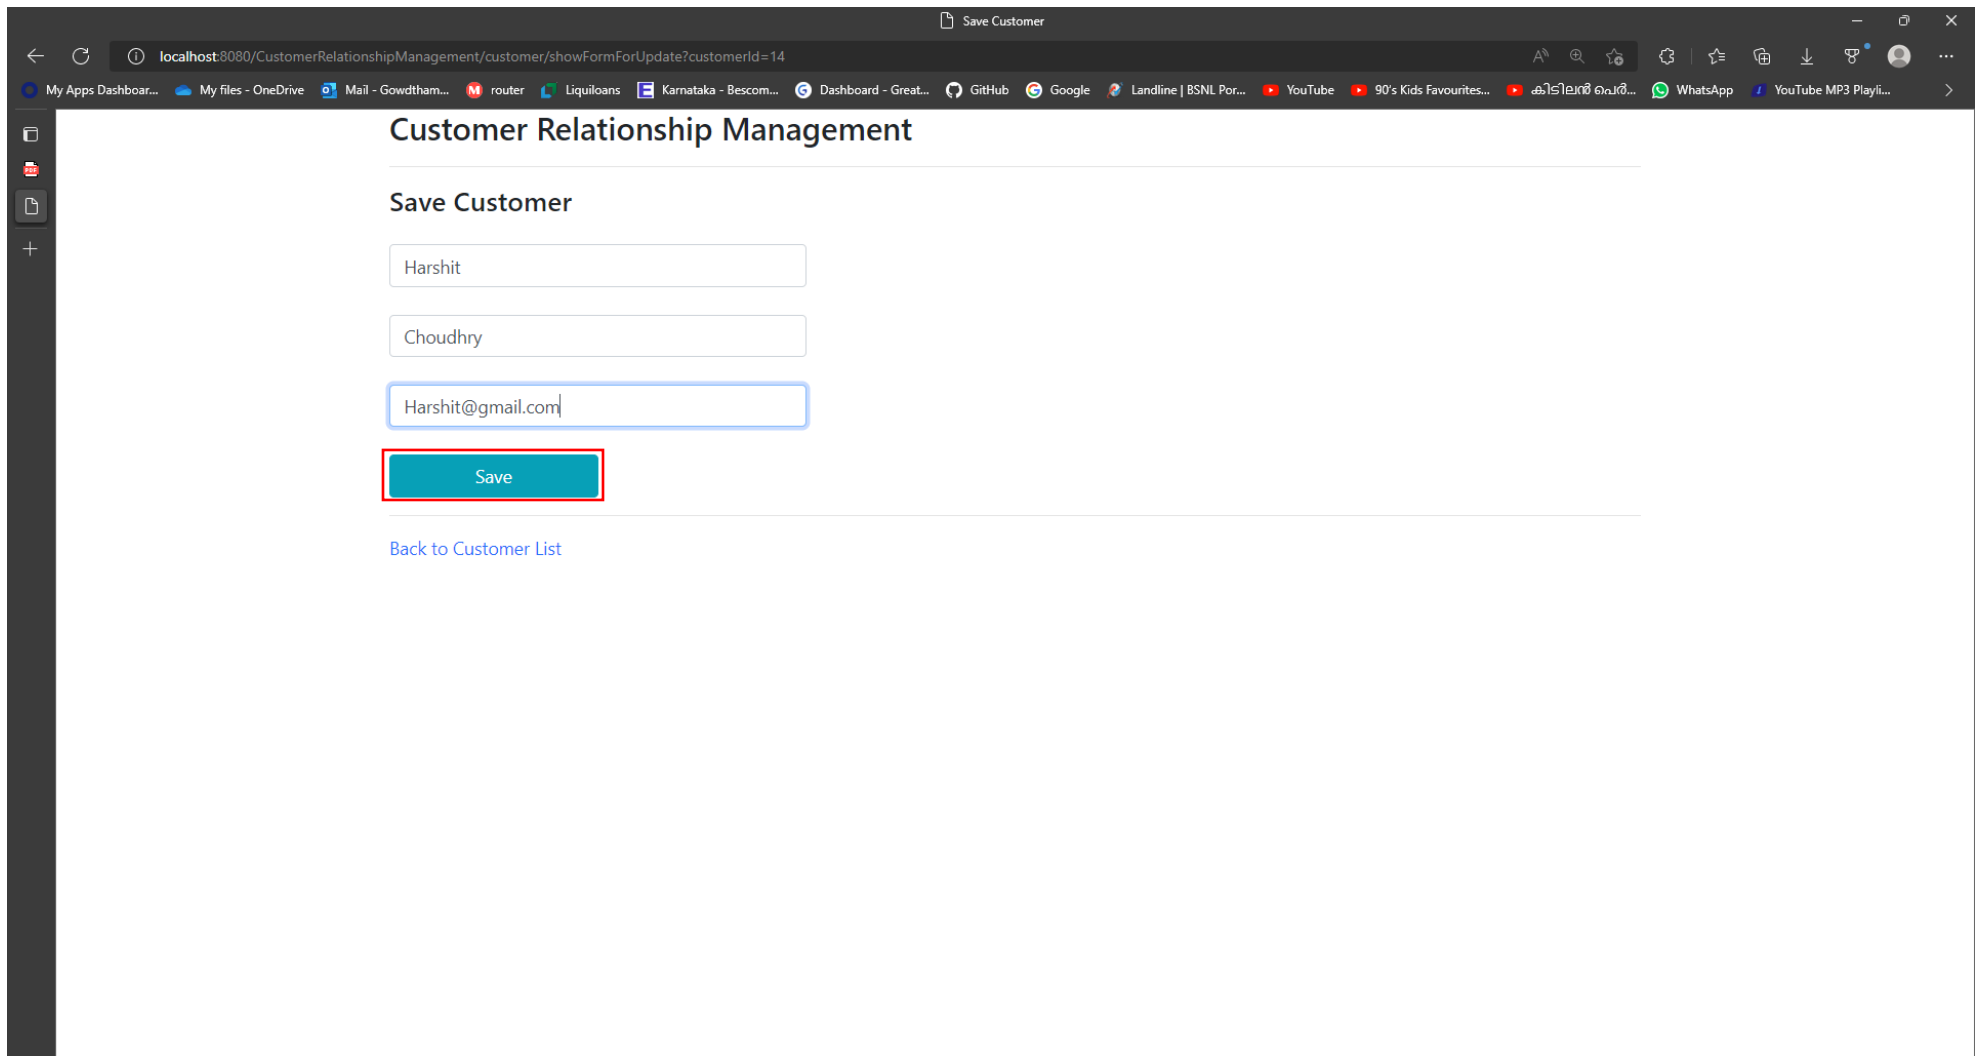 Save Customer
localhost:8080/CustomerRelationshipManagement/customer/showFormForUpdate?customerId=14
My Apps Dashboar... My files - OneDrive Mail - Gowdtham... router Liquiloans Karnataka - Bescom... Dashboard - Great... GitHub Google Landline | BSNL Por... YouTube 90's Kids Favourites... കിടിലൻ പെർ... WhatsApp YouTube MP3 Playli...
Customer Relationship Management
Save Customer
Harshit
Choudhry
Harshit@gmail.com
Save
Back to Customer List